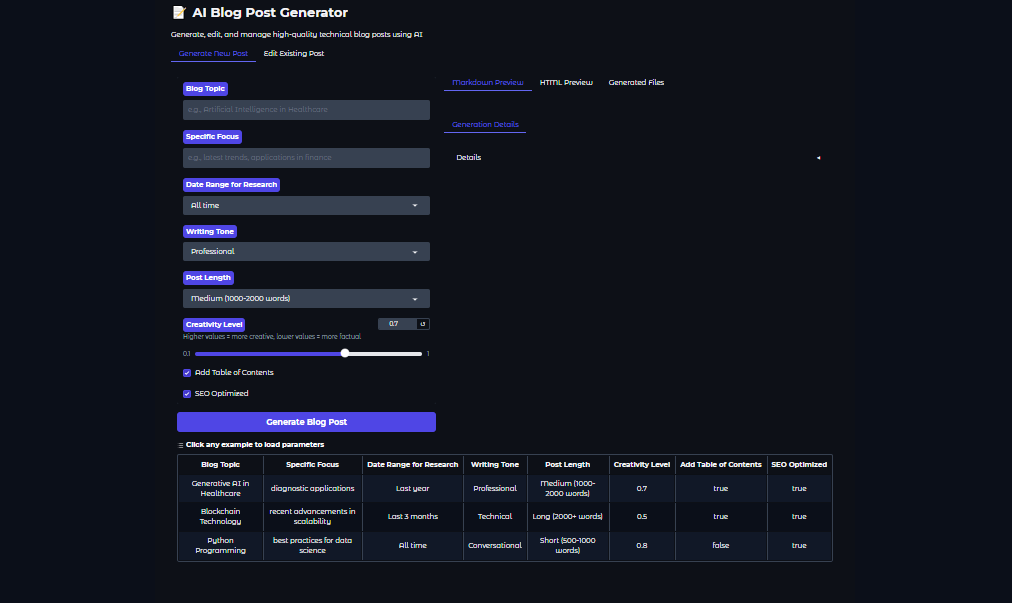 📝 AI Blog Post Generator
Generate, edit, and manage high-quality technical blog posts using AI
Generate New Post Edit Existing Post
Blog Topic
e.g., Artificial Intelligence in Healthcare
Specific Focus
e.g., latest trends, applications in finance
Date Range for Research
All time
Writing Tone
Professional
Post Length
Medium (1000-2000 words)
Creativity Level 0.7
Higher values = more creative, lower values = more factual
0.1 1
Add Table of Contents
SEO Optimized
Generate Blog Post
Markdown Preview HTML Preview Generated Files
Generation Details
Details
Click any example to load parameters
Blog Topic Specific Focus Date Range for Research Writing Tone Post Length Creativity Level Add Table of Contents SEO Optimized
Generative AI in Healthcare diagnostic applications Last year Professional Medium (1000-2000 words) 0.7 true true
Blockchain Technology recent advancements in scalability Last 3 months Technical Long (2000+ words) 0.5 true true
Python Programming best practices for data science All time Conversational Short (500-1000 words) 0.8 false true